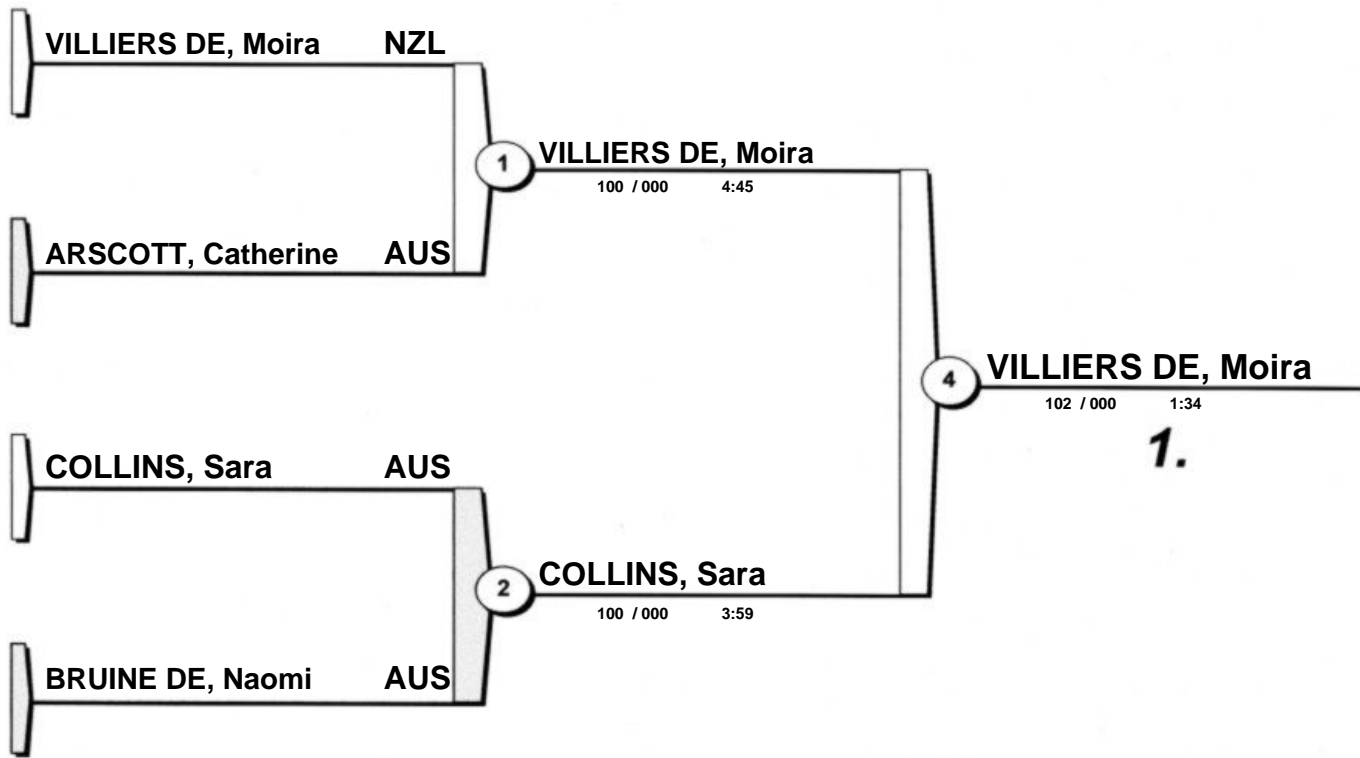 VILLIERS DE, Moira NZL
1 VILLIERS DE, Moira
100 / 000 4:45
ARSCOTT, Catherine AUS
4 VILLIERS DE, Moira
102 / 000 1:34
1.
COLLINS, Sara AUS
2 COLLINS, Sara
100 / 000 3:59
BRUINE DE, Naomi AUS